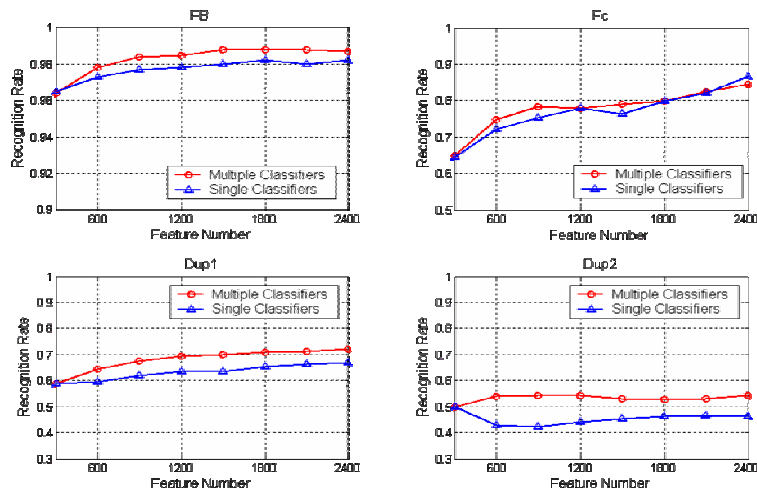 FB
1
0.98
0.96
0.94
0.92
0.9
Recognition Rate
Multiple Classifiers
Single Classifiers
600 1200 1800 2400
Feature Number
Fc
1
0.9
0.8
0.7
0.6
0.5
Recognition Rate
Multiple Classifiers
Single Classifiers
600 1200 1800 2400
Feature Number
Dup1
1
0.9
0.8
0.7
0.6
0.5
0.4
0.3
Recognition Rate
Multiple Classifiers
Single Classifiers
600 1200 1800 2400
Feature Number
Dup2
1
0.9
0.8
0.7
0.6
0.5
0.4
0.3
Recognition Rate
Multiple Classifiers
Single Classifiers
600 1200 1800 2400
Feature Number